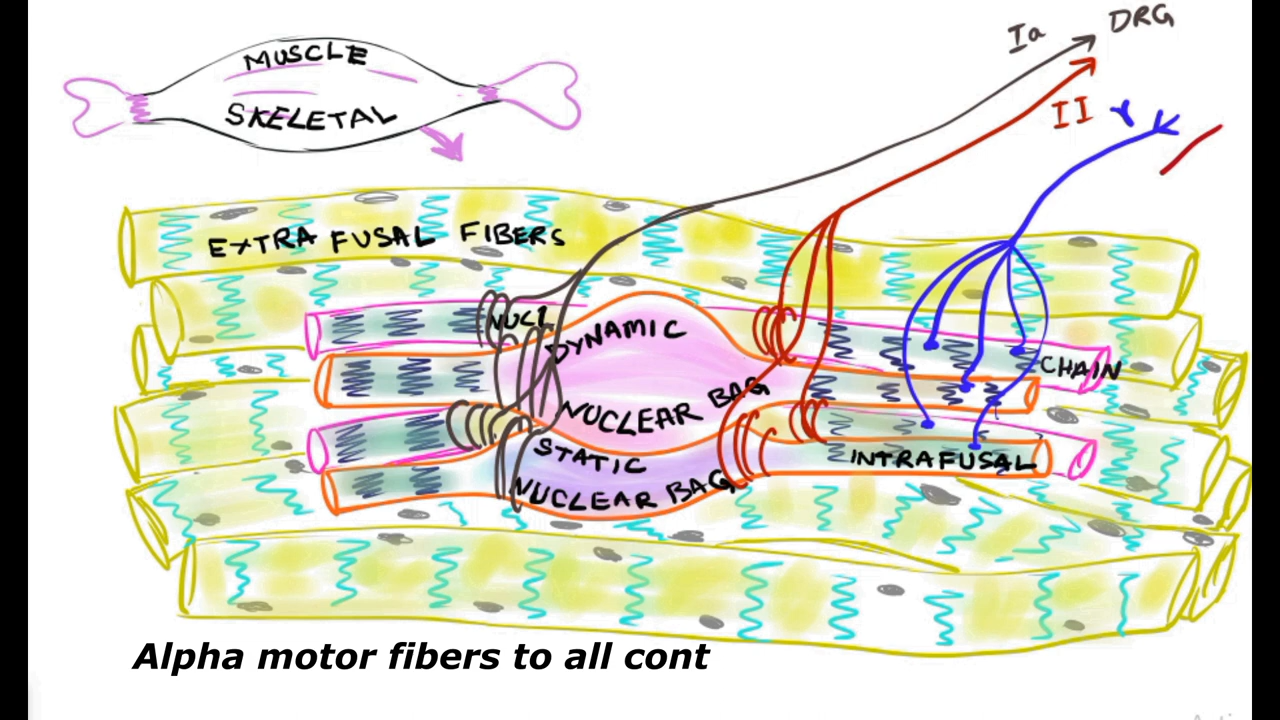 MUSCLE
SKELETAL
Ia
DRG
II
EXTRA FUSAL FIBERS
NUCL
DYNAMIC
NUCLEAR BAG
CHAIN
STATIC
NUCLEAR BAG
INTRAFUSAL
Alpha motor fibers to all cont